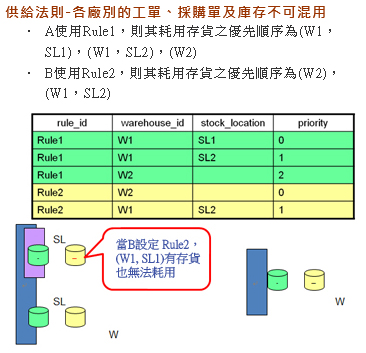 供給法則-各廠別的工單、採購單及庫存不可混用
· A使用Rule1，則其耗用存貨之優先順序為(W1，
SL1)，(W1，SL2)，(W2)
· B使用Rule2，則其耗用存貨之優先順序為(W2)，
(W1，SL2)
rule_id warehouse_id stock_location priority
Rule1 W1 SL1 0
Rule1 W1 SL2 1
Rule1 W2 2
Rule2 W2 0
Rule2 W1 SL2 1
SL
當B設定 Rule2，
(W1, SL1)有存貨
也無法耗用
SL
W
W